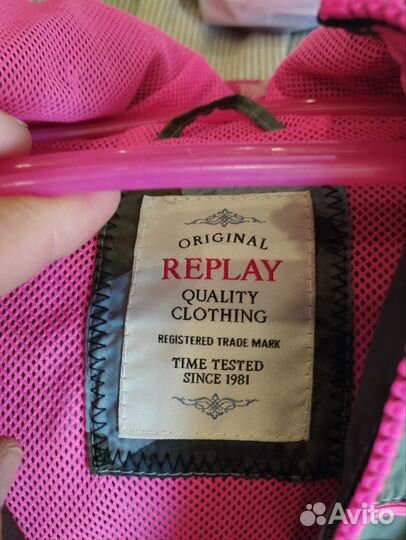 ORIGINAL
REPLAY
QUALITY
CLOTHING
REGISTERED TRADE MARK
TIME TESTED
SINCE 1981
Avito